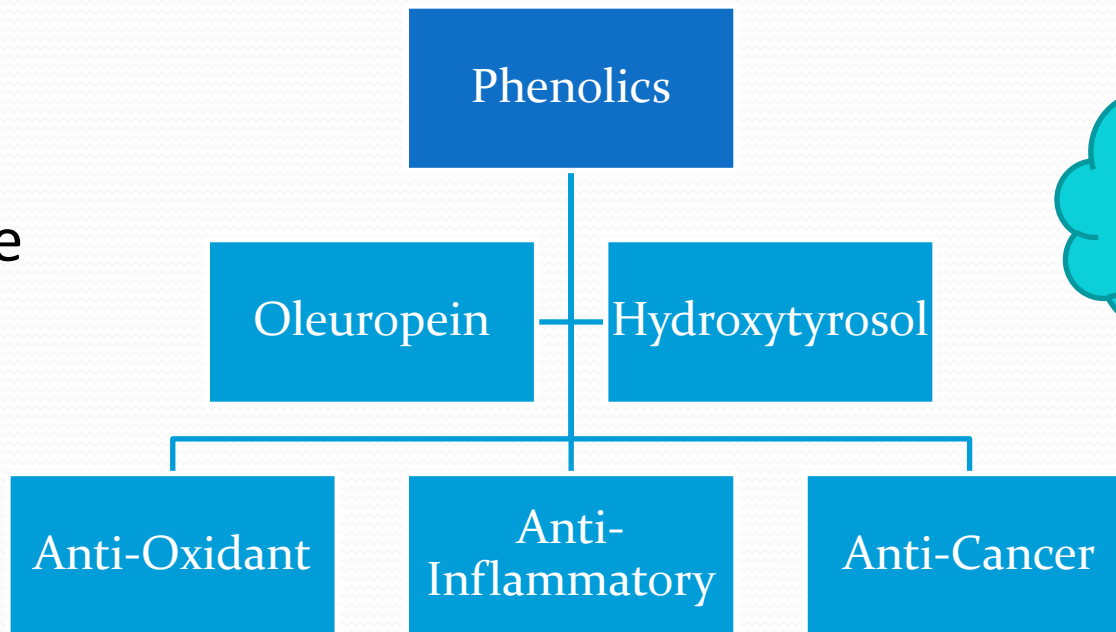 Phenolics
e
Oleuropein
Hydroxytyrosol
Anti-Oxidant
Anti-
Inflammatory
Anti-Cancer